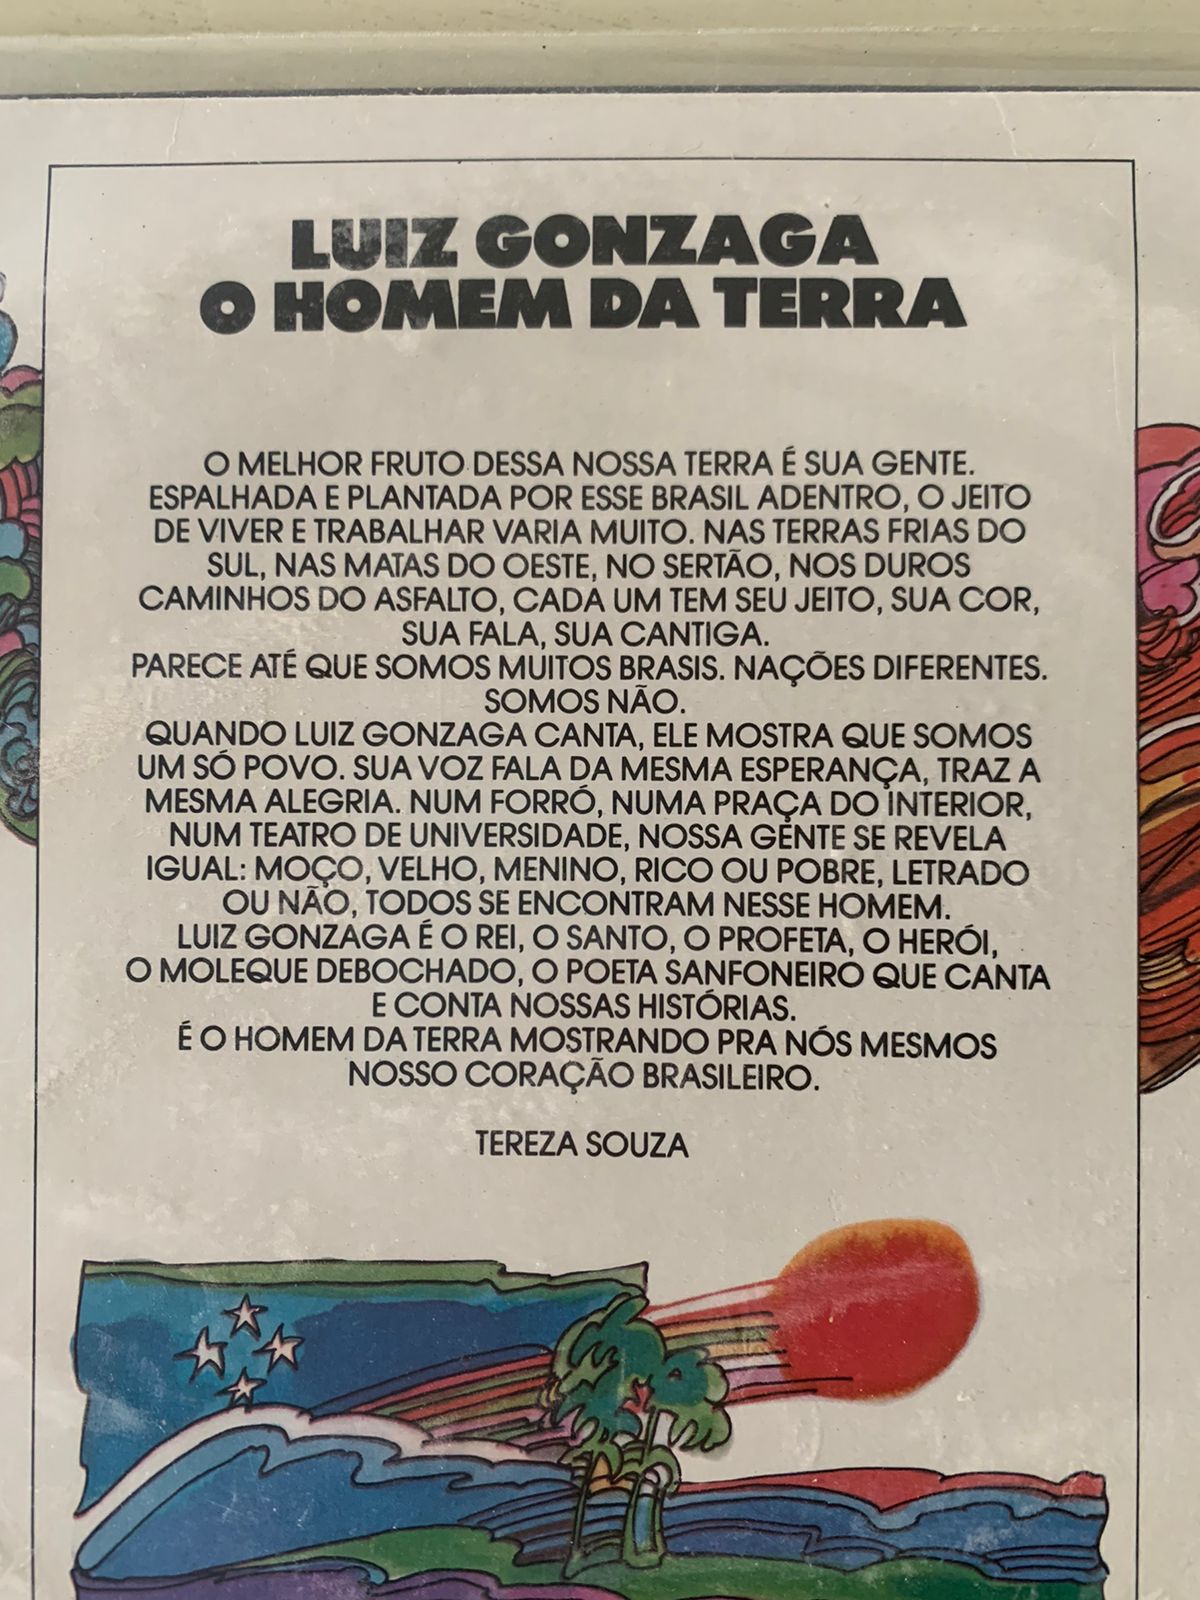 LUIZ GONZAGA
O HOMEM DA TERRA
O MELHOR FRUTO DESSA NOSSA TERRA É SUA GENTE.
ESPALHADA E PLANTADA POR ESSE BRASIL ADENTRO, O JEITO
DE VIVER E TRABALHAR VARIA MUITO. NAS TERRAS FRIAS DO
SUL, NAS MATAS DO OESTE, NO SERTÃO, NOS DUROS
CAMINHOS DO ASFALTO, CADA UM TEM SEU JEITO, SUA COR,
SUA FALA, SUA CANTIGA.
PARECE ATÉ QUE SOMOS MUITOS BRASIS. NAÇÕES DIFERENTES.
SOMOS NÃO.
QUANDO LUIZ GONZAGA CANTA, ELE MOSTRA QUE SOMOS
UM SÓ POVO. SUA VOZ FALA DA MESMA ESPERANÇA, TRAZ A
MESMA ALEGRIA. NUM FORRÓ, NUMA PRAÇA DO INTERIOR,
NUM TEATRO DE UNIVERSIDADE, NOSSA GENTE SE REVELA
IGUAL: MOÇO, VELHO, MENINO, RICO OU POBRE, LETRADO
OU NÃO, TODOS SE ENCONTRAM NESSE HOMEM.
LUIZ GONZAGA É O REI, O SANTO, O PROFETA, O HERÓI,
O MOLEQUE DEBOCHADO, O POETA SANFONEIRO QUE CANTA
E CONTA NOSSAS HISTÓRIAS.
É O HOMEM DA TERRA MOSTRANDO PRA NÓS MESMOS
NOSSO CORAÇÃO BRASILEIRO.
TEREZA SOUZA